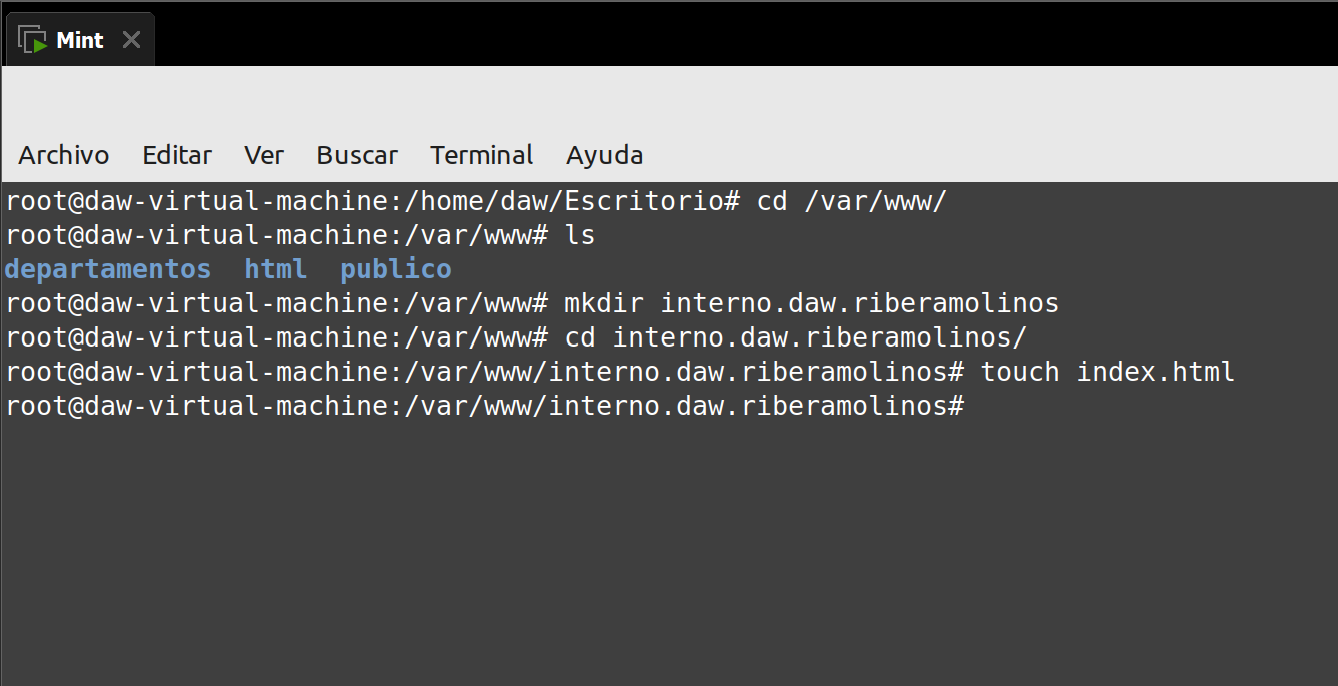 Mint
Archivo Editar Ver Buscar Terminal Ayuda
root@daw-virtual-machine:/home/daw/Escritorio# cd /var/www/
root@daw-virtual-machine:/var/www# ls
departamentos  html  publico
root@daw-virtual-machine:/var/www# mkdir interno.daw.riberamolinos
root@daw-virtual-machine:/var/www# cd interno.daw.riberamolinos/
root@daw-virtual-machine:/var/www/interno.daw.riberamolinos# touch index.html
root@daw-virtual-machine:/var/www/interno.daw.riberamolinos#